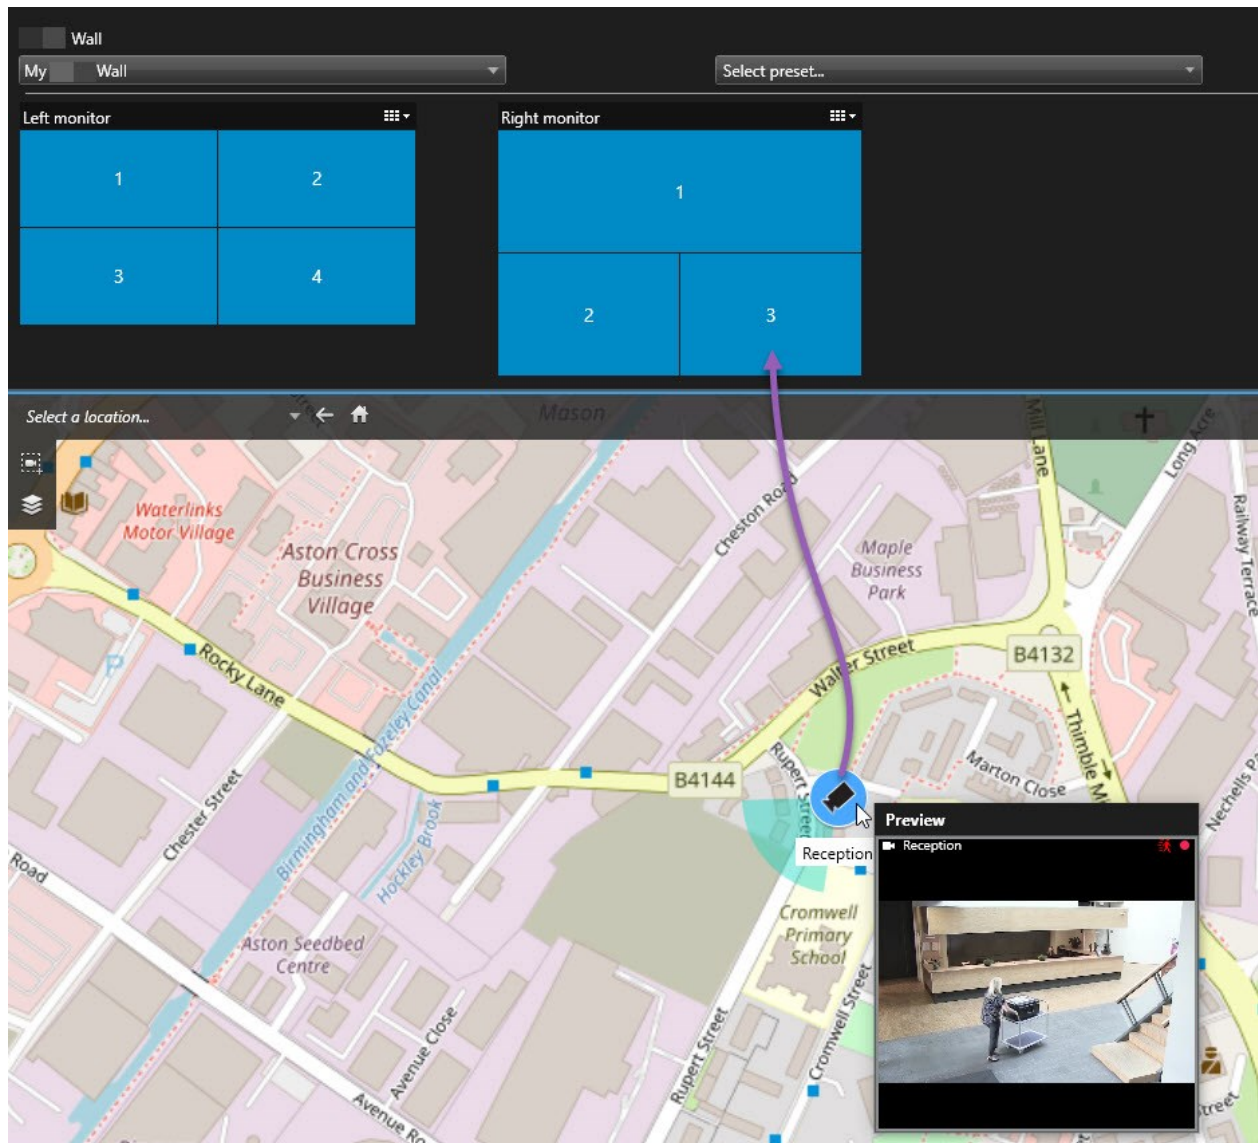 Wall
My Wall
Select preset...
Left monitor
Right monitor
1
2
3
4
1
2
3
Select a location...
Mason
Mill Lane
Long Acre
Railway Terrace
Waterlinks
Motor Village
Aston Cross
Business
Village
Cheston Road
Maple
Business
Park
Walter Street
B4132
Rocky Lane
P
Birmingham and Fazeley Canal
Thimble Mi
Rupert Street
Marton Close
B4144
Nechells Pa
Chester Street
Hockley Brook
Road
Reception
Preview
Reception
Cromwell
Primary
School
Aston Seedbed
Centre
Avenue Close
Rupert Street
Cromwell Street
Avenue Ro
Street